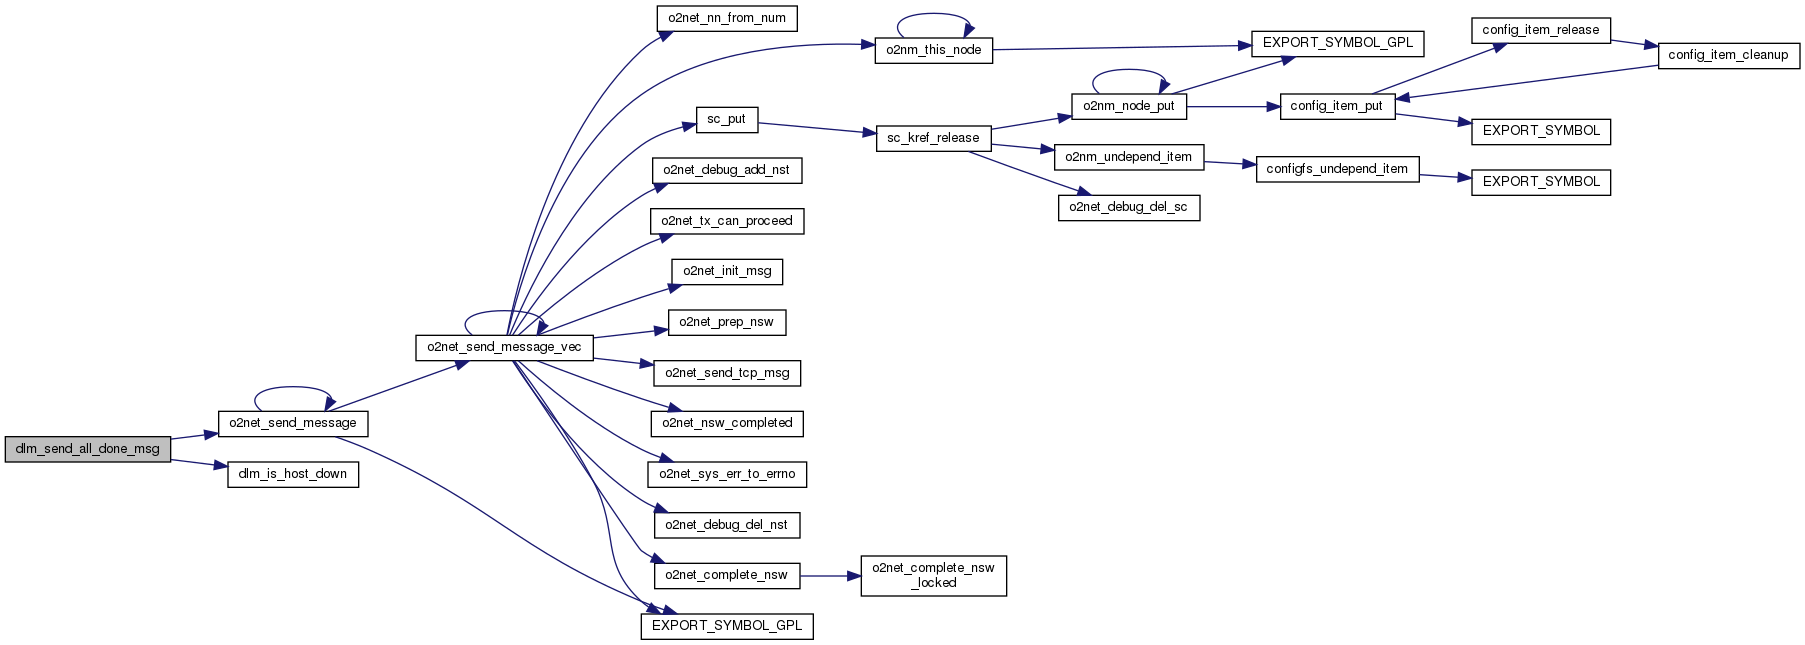 o2net_nn_from_num
o2nm_this_node
EXPORT_SYMBOL_GPL
config_item_release
config_item_cleanup
o2nm_node_put
config_item_put
sc_put
EXPORT_SYMBOL
sc_kref_release
o2nm_undepend_item
configfs_undepend_item
o2net_debug_add_nst
EXPORT_SYMBOL
o2net_debug_del_sc
o2net_tx_can_proceed
o2net_init_msg
o2net_prep_nsw
o2net_send_message_vec
o2net_send_tcp_msg
o2net_send_message
o2net_nsw_completed
dlm_send_all_done_msg
dlm_is_host_down
o2net_sys_err_to_errno
o2net_debug_del_nst
o2net_complete_nsw
o2net_complete_nsw
_locked
EXPORT_SYMBOL_GPL